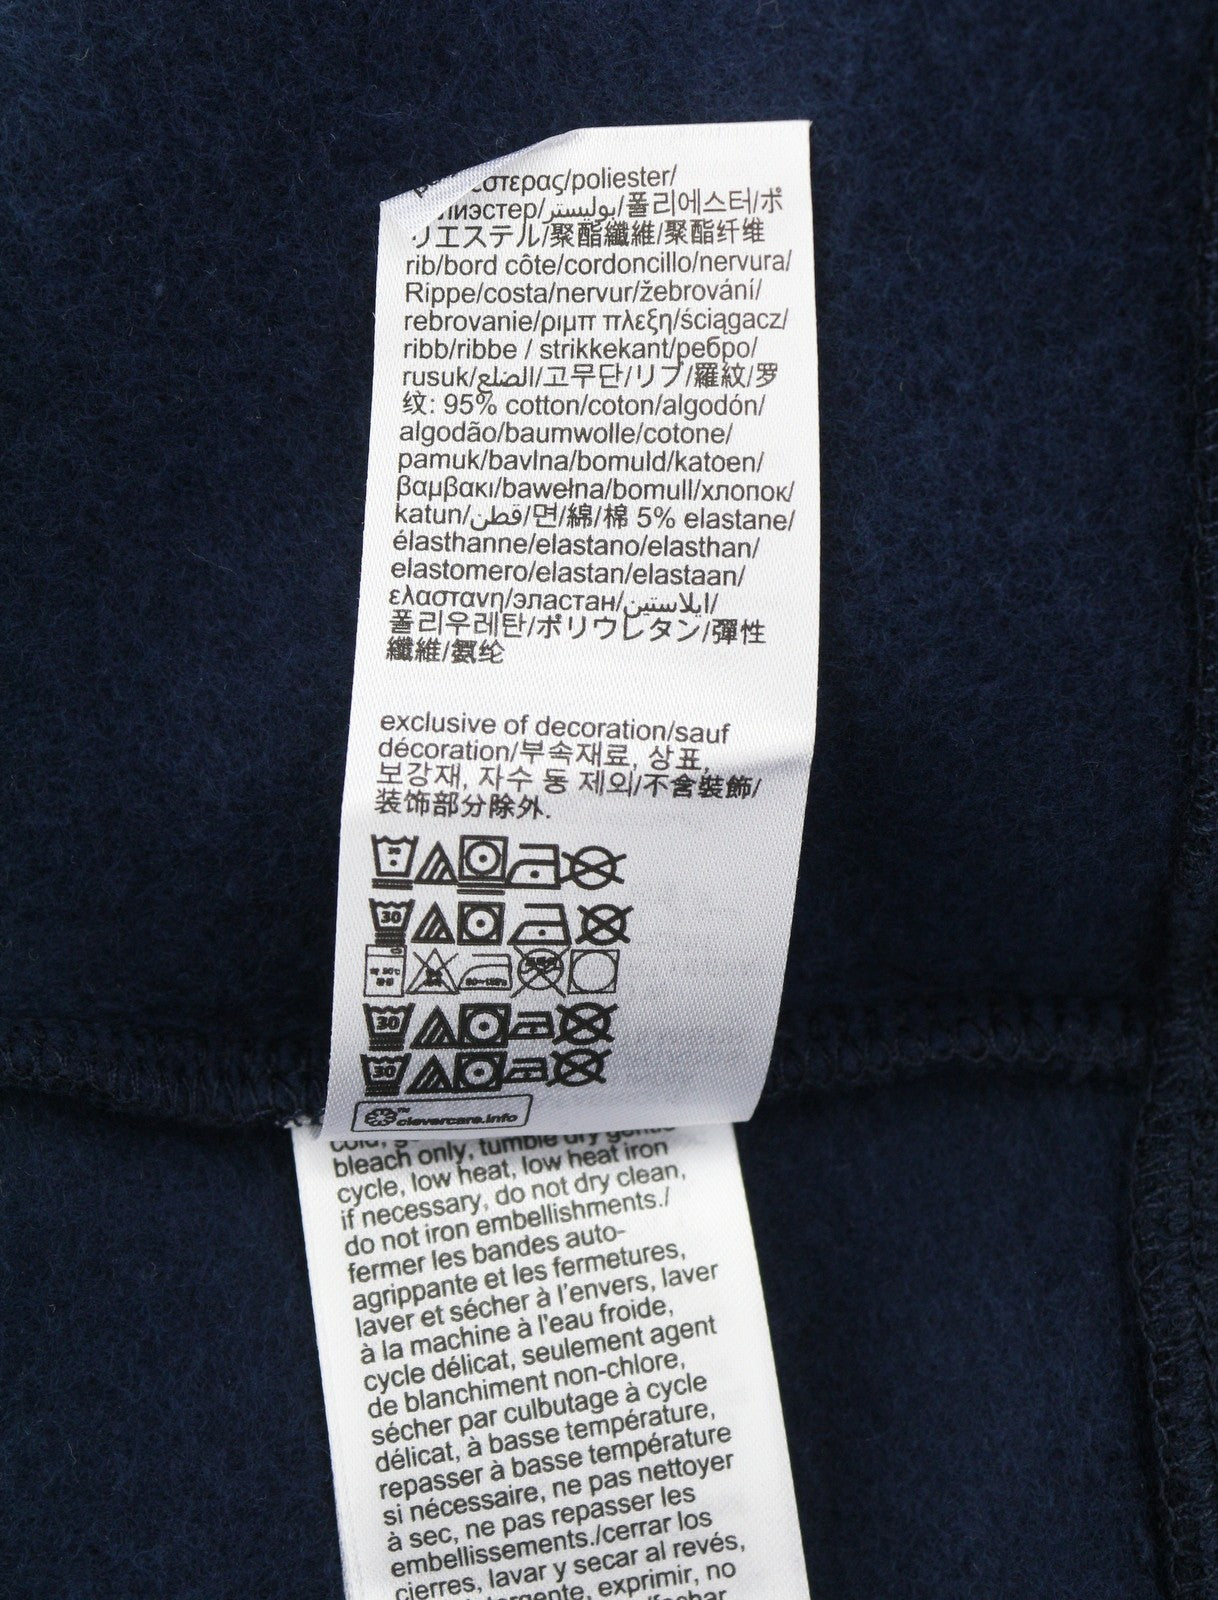 εστερας/poliester/
лиэстер/بوليستر/폴리에스터/ポ
リエステル/聚酯纖維/聚酯纤维
rib/bord côte/cordoncillo/nervura/
Rippe/costa/nervur/žebrování/
rebrovanie/ριμπ πλεξη/ściągacz/
ribb/ribbe / strikkekant/ребро/
rusuk/الضلع/고무단/リブ/羅紋/罗
纹: 95% cotton/coton/algodón/
algodão/baumwolle/cotone/
pamuk/bavlna/bomuld/katoen/
βαμβακι/bawełna/bomull/хлопок/
katun/قطن/면/綿/棉 5% elastane/
élasthanne/elastano/elasthan/
elastomero/elastan/elastaan/
ελαστανη/эластан/ايلاستين/
폴리우레탄/ポリウレタン/彈性
纖維/氨纶
exclusive of decoration/sauf
décoration/부속재료, 상표,
보강재, 자수 등 제외/不含裝飾/
装饰部分除外.
30
30
30
30
clevercare.info
bleach only, tumble dry gentle
cycle, low heat, low heat iron
if necessary, do not dry clean,
do not iron embellishments./
fermer les bandes auto-
agrippante et les fermetures,
laver et sécher à l'envers, laver
à la machine à l'eau froide,
cycle délicat, seulement agent
de blanchiment non-chlore,
sécher par culbutage à cycle
délicat, à basse température,
repasser à basse température
si nécessaire, ne pas nettoyer
à sec, ne pas repasser les
embellissements./cerrar los
cierres, lavar y secar al revés,
exprimir, no